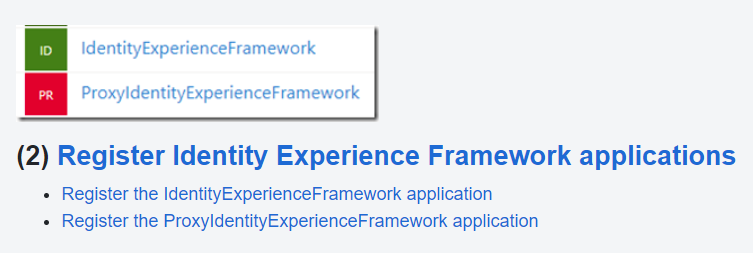 ID IdentityExperienceFramework
PR ProxyIdentityExperienceFramework
(2) Register Identity Experience Framework applications
• Register the IdentityExperienceFramework application
• Register the ProxyIdentityExperienceFramework application